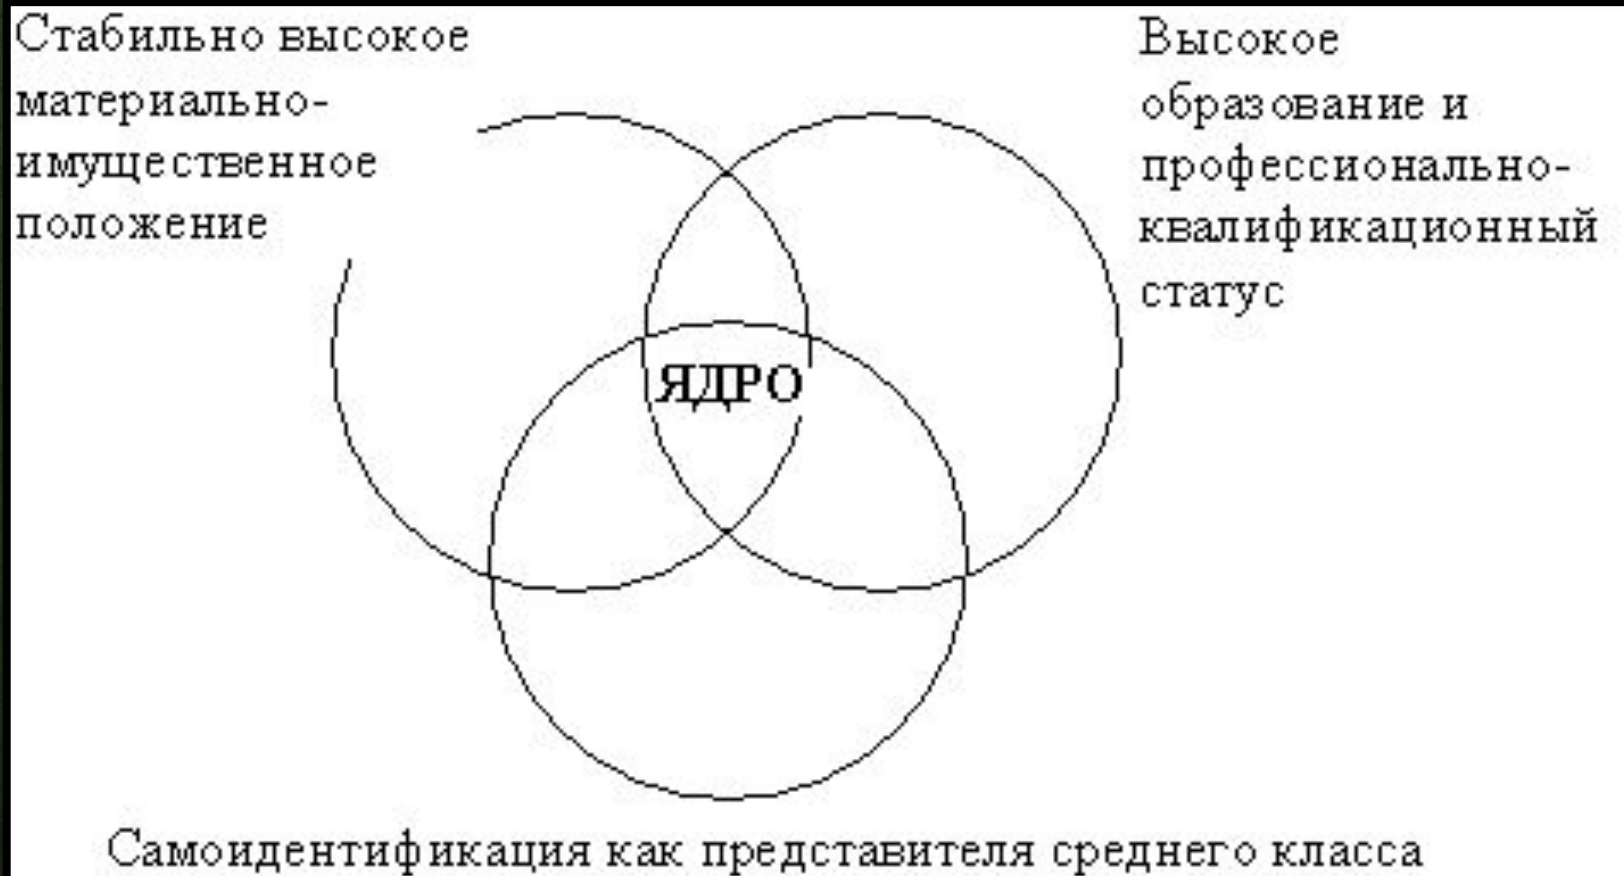 Стабильно высокое
материально-
имущественное
положение
Высокое
образование и
профессионально-
квалификационный
статус
ЯДРО
Самоидентификация как представителя среднего класса